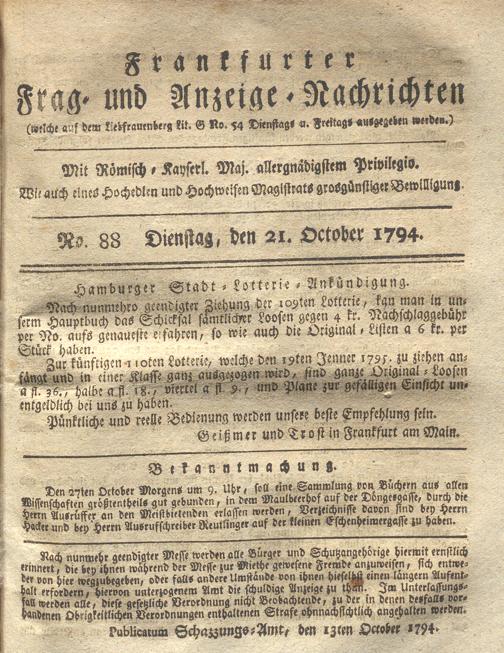 Frankfurter
Frag- und Anzeige-Nachrichten
(welche auf dem Liebfrauenberg Lit. G No. 54 Dienstags u. Freitags ausgegeben werden.)
Mit Römisch-Kayserl. Maj. allergnädigstem Privilegio.
Wie auch eines Hochedlen und Hochweisen Magistrats grosgünstiger Bewilligung.
No. 88 Dienstag, den 21. October 1794.
Hamburger Stadt-Lotterie-Ankündigung.
Nach nunmehro geendigter Ziehung der 109ten Lotterie, kan man in un-
serm Hauptbuch das Schicksal sämtlicher Loosen gegen 4 kr. Nachschlaggebühr
per No. aufs genaueste erfahren, so wie auch die Original-Listen a 6 kr. per
Stück haben.
Zur künftigen 110ten Lotterie, welche den 19ten Jenner 1795. zu ziehen an-
fängt und in einer Klasse ganz ausgezogen wird, sind ganze Original-Loosen
a fl. 36., halbe a fl. 18., viertel a fl. 9., und Plane zur gefälligen Einsicht un-
entgeldlich bei uns zu haben.
Pünktliche und reelle Bedienung werden unsere beste Empfehlung seln.
Geißmer und Trost in Frankfurt am Main.
Bekanntmachung.
Den 27ten October Morgens um 9. Uhr, soll eine Sammlung von Büchern aus allen
Wissenschaften größtentheils gut gebunden, in dem Maulbeerhof auf der Döngesgasse, durch die
Herrn Ausrüffer an den Meistbietenden erlassen werden, Verzeichnisse davon sind bey Herrn
Hacker und bey Herrn Ausrufschreiber Reutlinger auf der kleinen Eschenheimergasse zu haben.
Nach nunmehr geendigter Messe werden alle Bürger und Schutzangehörige hiermit ernstlich
erinnert, die bey ihnen während der Messe zur Miethe gewesene Fremde anzuweisen, sich entwe-
der von hier wegzubegeben, oder falls andere Umstände von ihnen hieselbst einen längern Aufent-
halt erfordern, hiervon unterzogenem Amt die schuldige Anzeige zu thun. Im Unterlassungs-
fall werden alle, diese gesetzliche Verordnung nicht Beobachtende, zu der in denen desfalls vor-
handenen Obrigkeitlichen Verordnungen enthaltenen Strafe ohnnachsichtlich angehalten werden.
Publicatum Schazzungs-Amt, den 13ten October 1794.